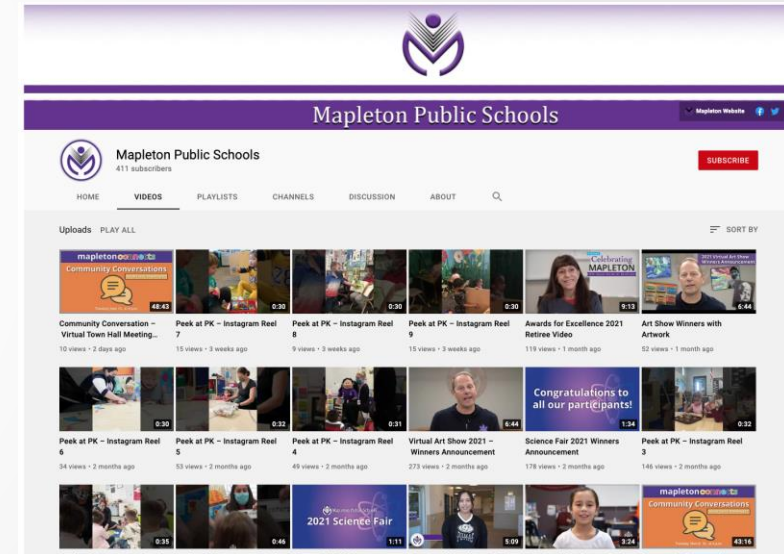 Mapleton Public Schools
Mapleton Website
Mapleton Public Schools
411 subscribers
SUBSCRIBE
HOME VIDEOS PLAYLISTS CHANNELS DISCUSSION ABOUT
Uploads PLAY ALL SORT BY
mapleton connects
Community Conversations
48:43
0:30
0:30
0:30
Celebrating
MAPLETON
9:13
2021 Virtual Art Show
Winners Announcement
6:44
Community Conversation –
Virtual Town Hall Meeting...
10 views • 2 days ago
Peek at PK – Instagram Reel
7
15 views • 3 weeks ago
Peek at PK – Instagram Reel
8
9 views • 3 weeks ago
Peek at PK – Instagram Reel
9
15 views • 3 weeks ago
Awards for Excellence 2021
Retiree Video
119 views • 1 month ago
Art Show Winners with
Artwork
52 views • 1 month ago
0:30
0:32
0:31
6:44
Congratulations to
all our participants!
1:34
0:32
Peek at PK – Instagram Reel
6
34 views • 2 months ago
Peek at PK – Instagram Reel
5
53 views • 2 months ago
Peek at PK – Instagram Reel
4
49 views • 2 months ago
Virtual Art Show 2021 –
Winners Announcement
273 views • 2 months ago
Science Fair 2021 Winners
Announcement
178 views • 2 months ago
Peek at PK – Instagram Reel
3
146 views • 2 months ago
0:35
0:46
2021 Science Fair
1:11
5:09
3:24
mapleton connects
Community Conversations
43:16